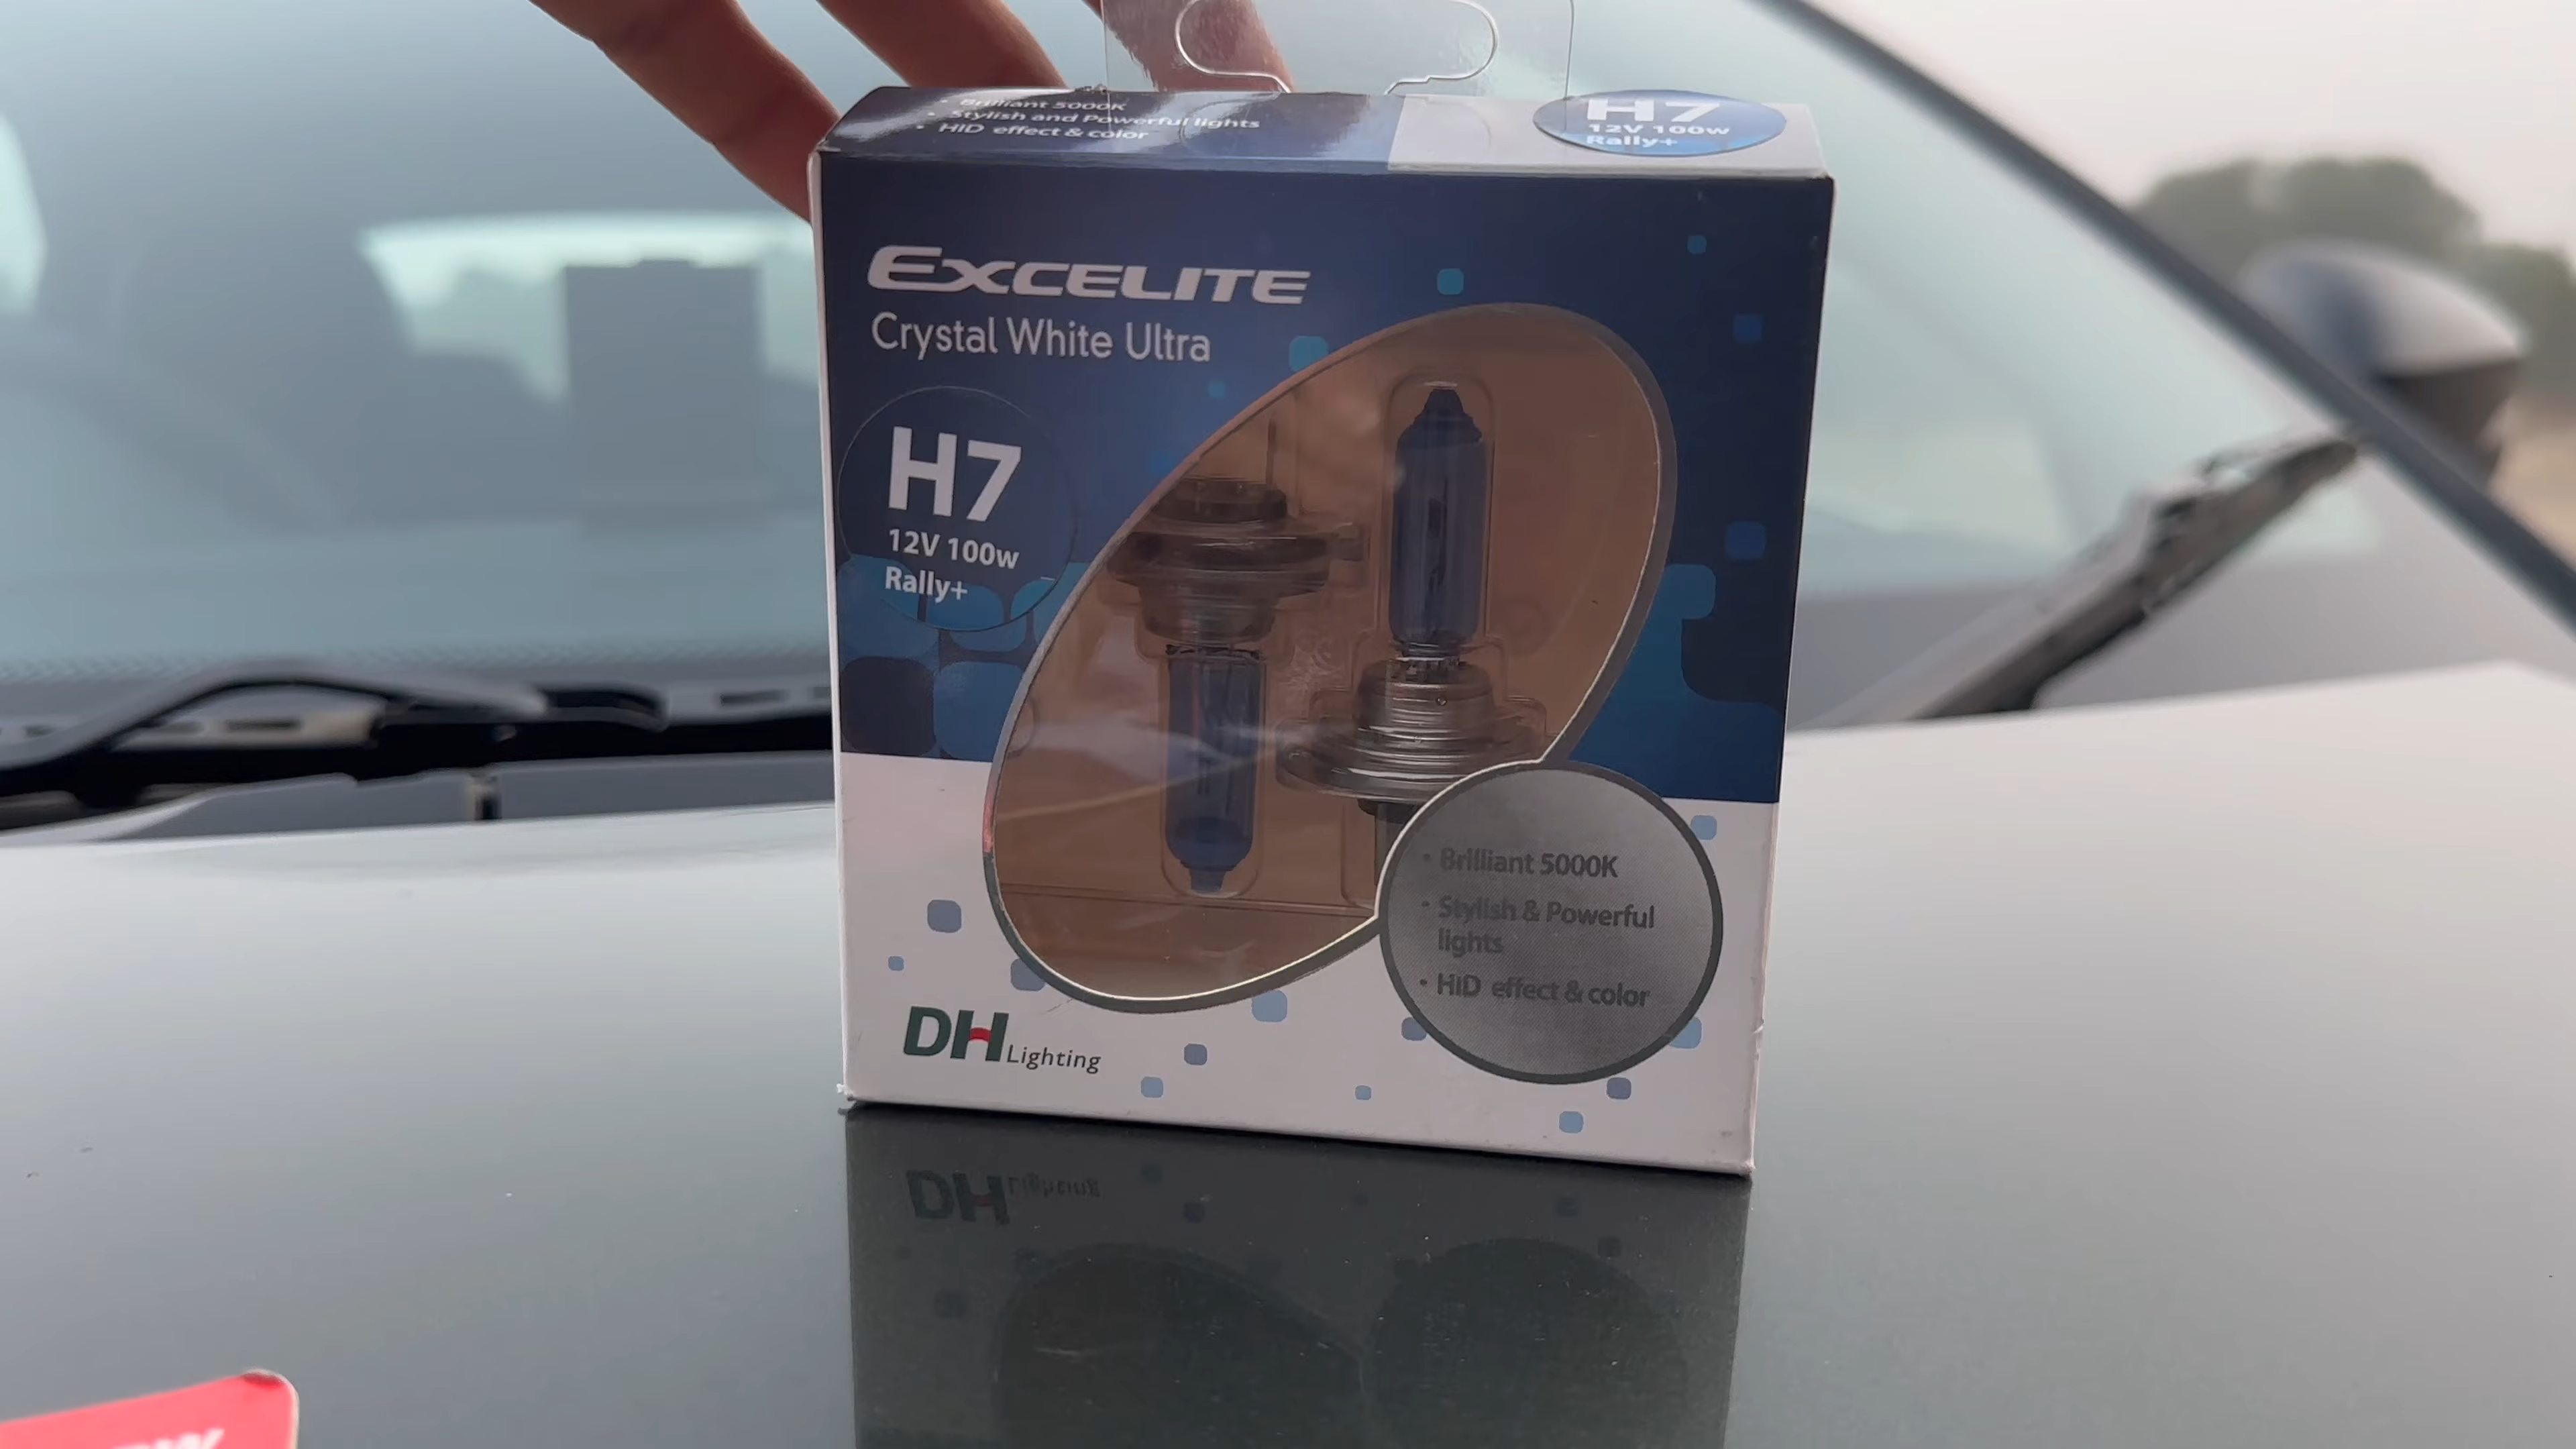 • Brilliant 5000K
• Stylish and Powerful lights
• HID effect & color
H7
12V 100w
Rally+
EXCELITE
Crystal White Ultra
H7
12V 100w
Rally+
• Brilliant 5000K
• Stylish & Powerful
lights
• HID effect & color
DH Lighting